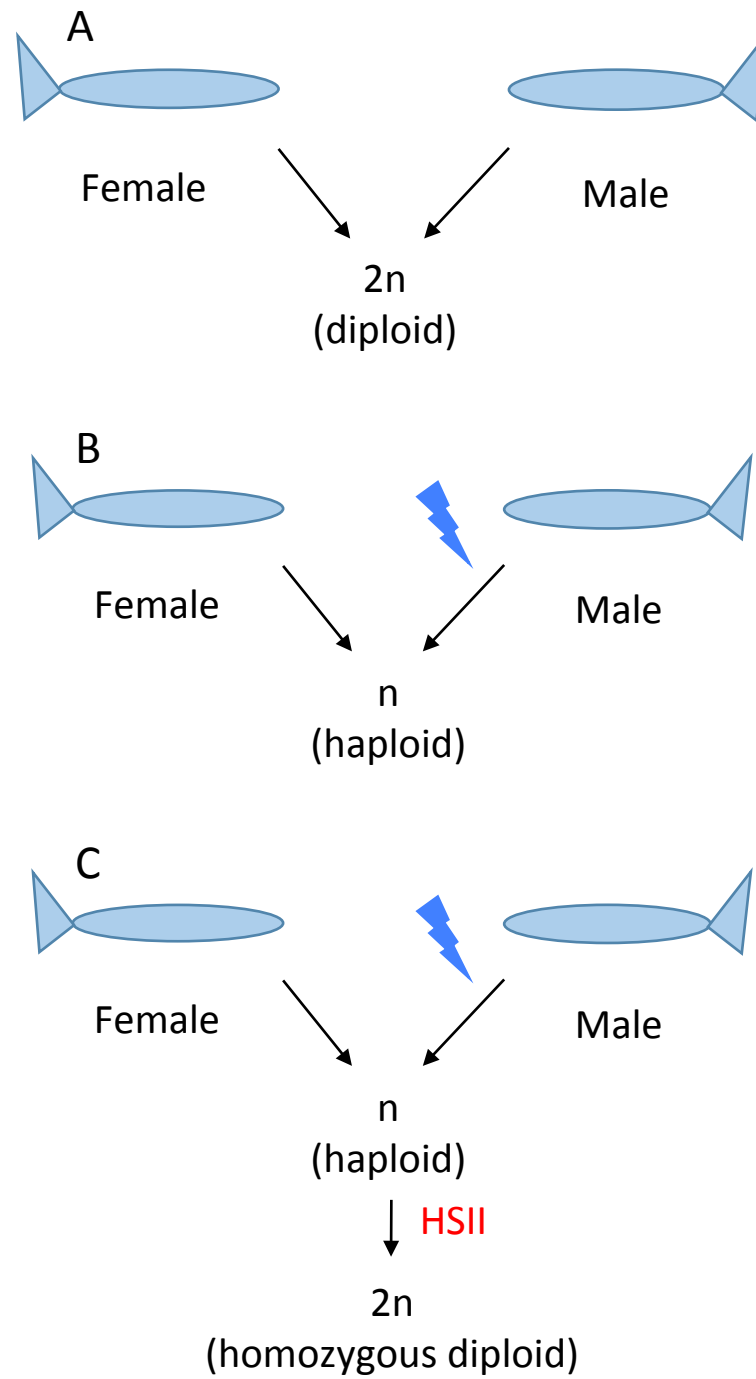 A
Female
Male
2n
(diploid)
B
Female
Male
n
(haploid)
C
Female
Male
n
(haploid)
HSII
2n
(homozygous diploid)